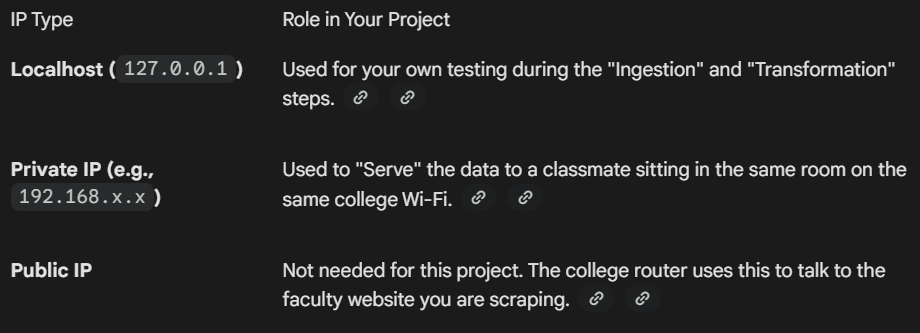 IP Type Role in Your Project
Localhost ( 127.0.0.1 ) Used for your own testing during the "Ingestion" and "Transformation"
steps.
Private IP (e.g., Used to "Serve" the data to a classmate sitting in the same room on the
192.168.x.x ) same college Wi-Fi.
Public IP Not needed for this project. The college router uses this to talk to the
faculty website you are scraping.